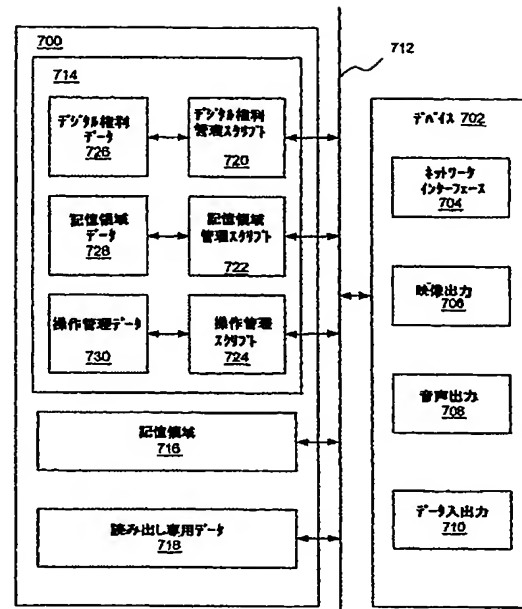 700
714
デジタル権利
データ
726
デジタル権利
管理スクリプト
720
記憶領域
データ
728
記憶領域
管理スクリプト
722
操作管理データ
730
操作管理
スクリプト
724
記憶領域
716
読み出し専用データ
718
712
デバイス 702
ネットワーク
インターフェース
704
映像出力
706
音声出力
708
データ入出力
710